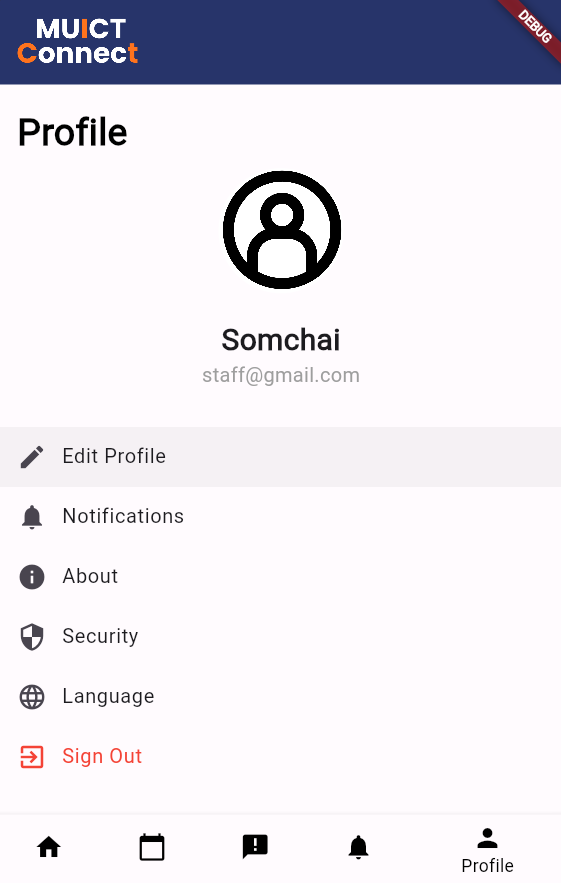 MUICT
Connect
DEBUG
Profile
Somchai
staff@gmail.com
Edit Profile
Notifications
About
Security
Language
Sign Out
Profile